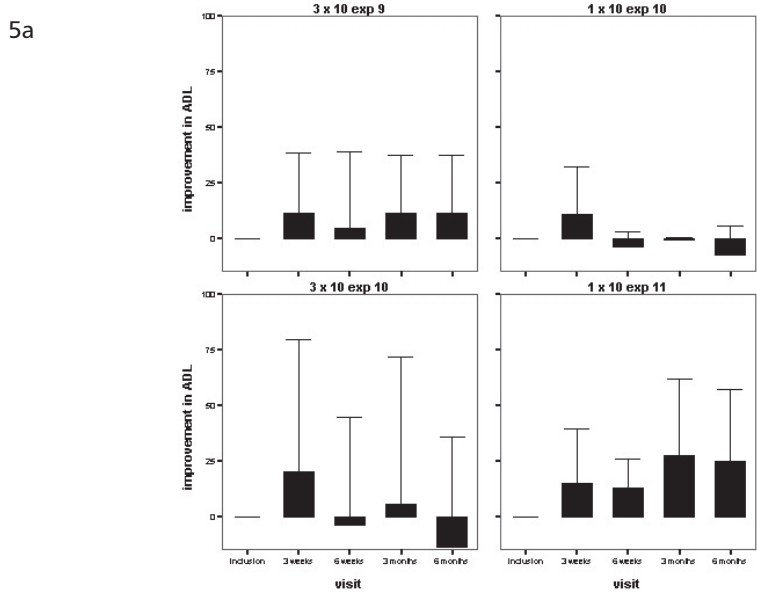 5a
3 x 10 exp 9
1 x 10 exp 10
improvement in ADL
100
75
50
25
0
3 x 10 exp 10
1 x 10 exp 11
improvement in ADL
100
75
50
25
0
inclusion 3 weeks 6 weeks 3 months 6 months
inclusion 3 weeks 6 weeks 3 months 6 months
visit
visit